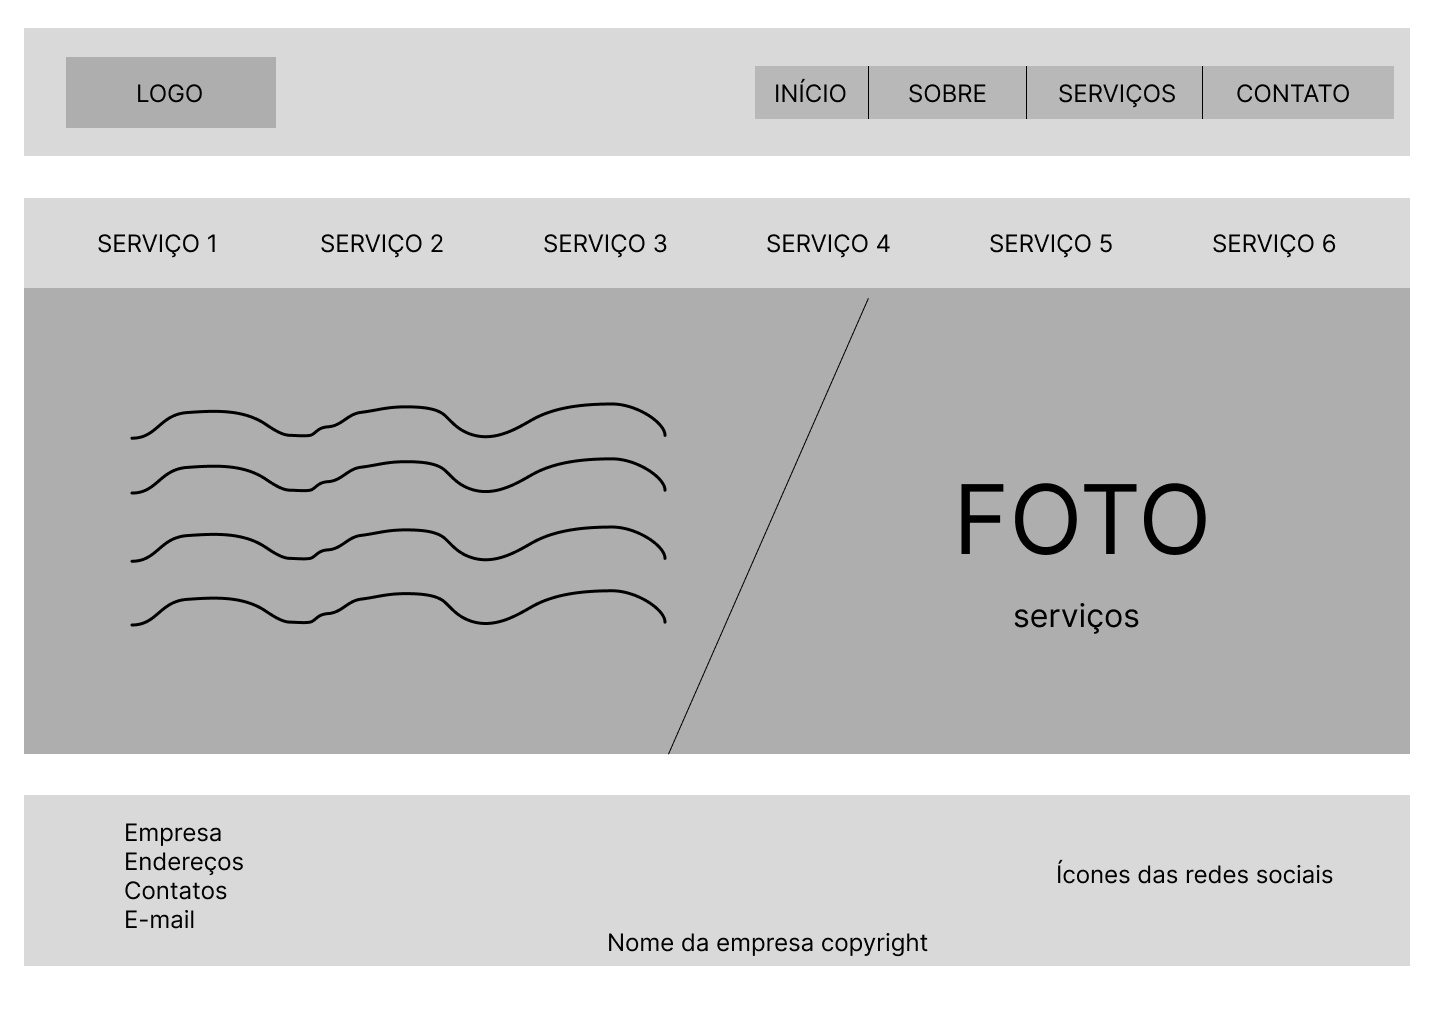 LOGO
INÍCIO SOBRE SERVIÇOS CONTATO
SERVIÇO 1 SERVIÇO 2 SERVIÇO 3 SERVIÇO 4 SERVIÇO 5 SERVIÇO 6
FOTO
serviços
Empresa
Endereços
Contatos
E-mail
Ícones das redes sociais
Nome da empresa copyright